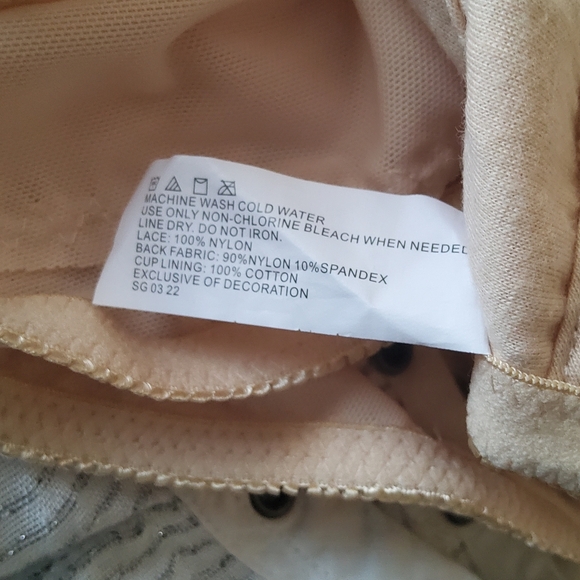 MACHINE WASH COLD WATER
USE ONLY NON-CHLORINE BLEACH WHEN NEEDED
LINE DRY. DO NOT IRON.
LACE: 100% NYLON
BACK FABRIC: 90%NYLON 10%SPANDEX
CUP LINING: 100% COTTON
EXCLUSIVE OF DECORATION
SG 03 22